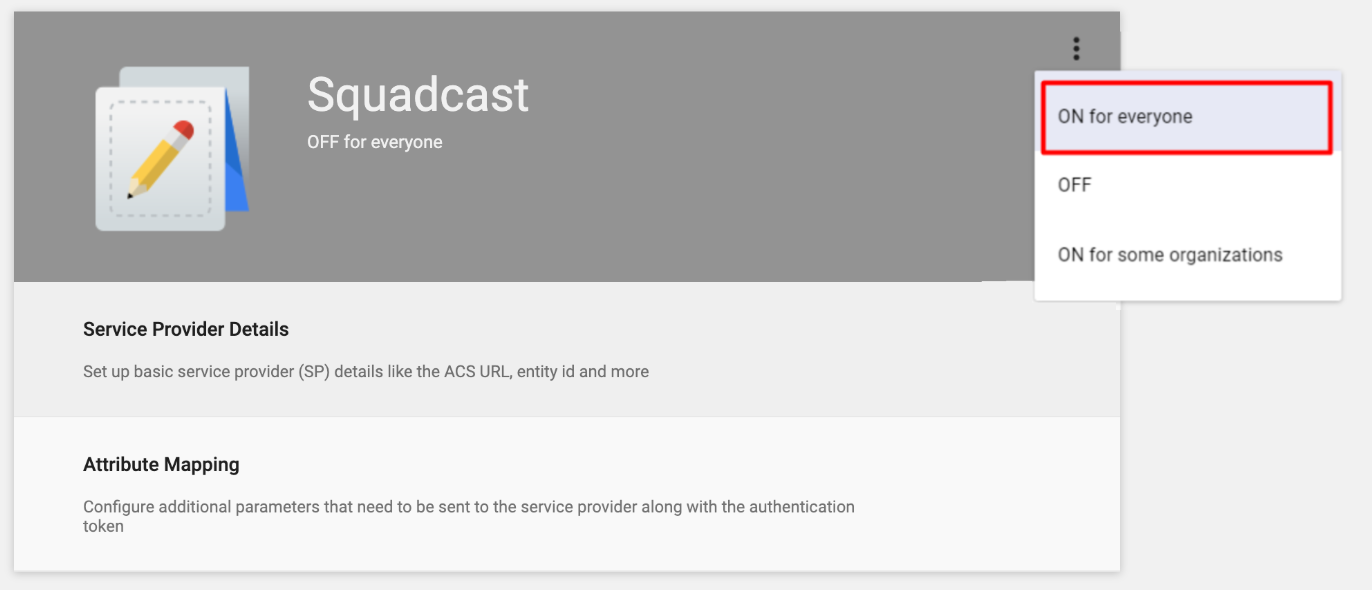 Squadcast
OFF for everyone
ON for everyone
OFF
ON for some organizations
Service Provider Details
Set up basic service provider (SP) details like the ACS URL, entity id and more
Attribute Mapping
Configure additional parameters that need to be sent to the service provider along with the authentication
token